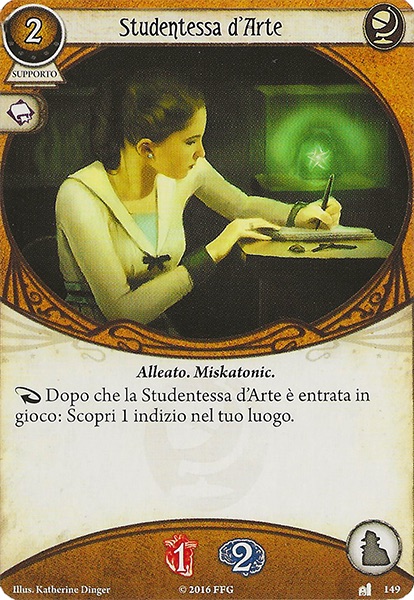 2
Studentessa d'Arte
SUPPORTO
Alleato. Miskatonic.
Dopo che la Studentessa d'Arte è entrata in
gioco: Scopri 1 indizio nel tuo luogo.
1 2
Illus. Katherine Dinger © 2016 FFG 149